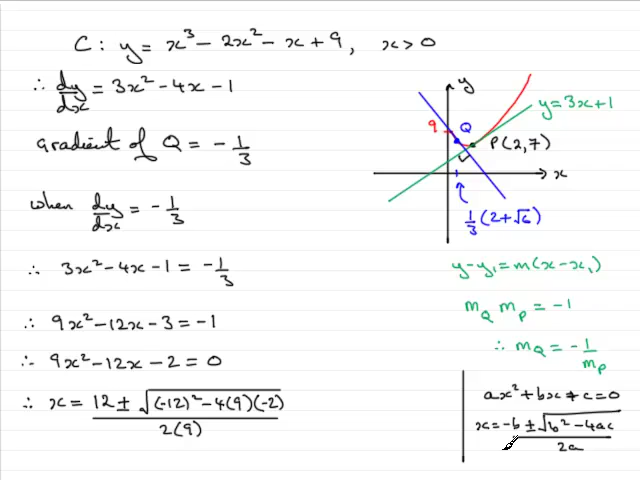 C: y = x³ − 2x² − x + 9, x > 0
∴ dy/dx = 3x² − 4x − 1
Gradient of Q = − 1/3
when dy/dx = − 1/3
∴ 3x² − 4x − 1 = − 1/3
∴ 9x² − 12x − 3 = −1
∴ 9x² − 12x − 2 = 0
∴ x = 12 ± √((−12)² − 4(9)(−2)) / 2(9)
y
y = 3x + 1
9
Q
P(2,7)
x
1/3 (2 + √6)
y − y₁ = m(x − x₁)
m_Q m_P = −1
∴ m_Q = − 1/m_P
ax² + bx + c = 0
x = −b ± √(b² − 4ac) / 2a